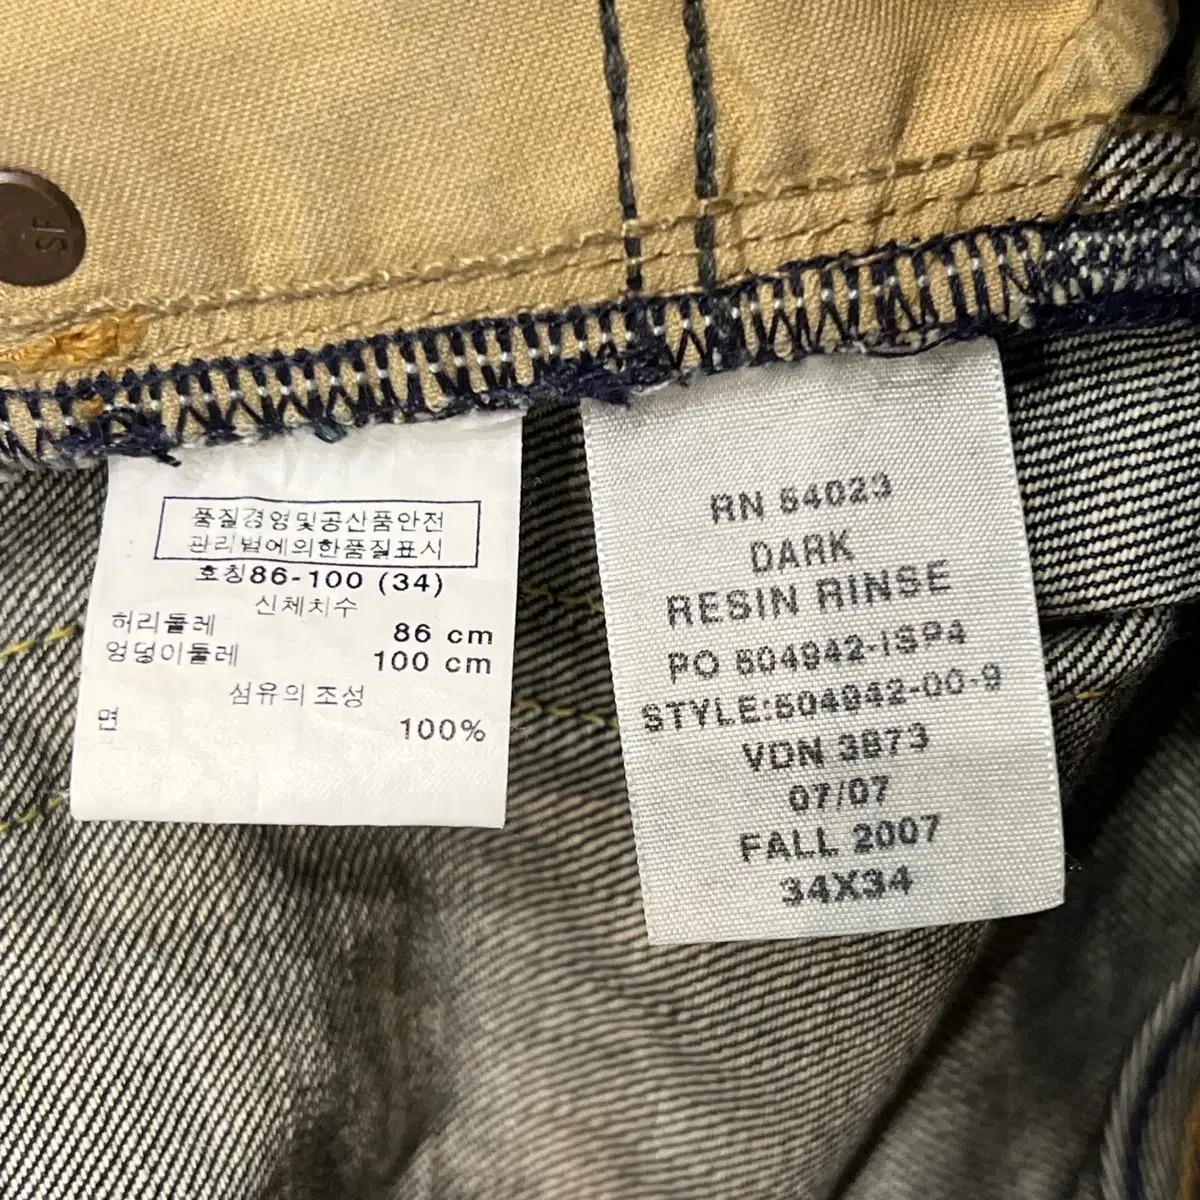 SF
품질경영및공산품안전
관리법에의한품질표시
호칭86-100 (34)
신체치수
허리둘레 86 cm
엉덩이둘레 100 cm
섬유의 조성
면 100%
RN 54023
DARK
RESIN RINSE
PO 504942-ISP4
STYLE:504942-00-9
VDN 3873
07/07
FALL 2007
34X34